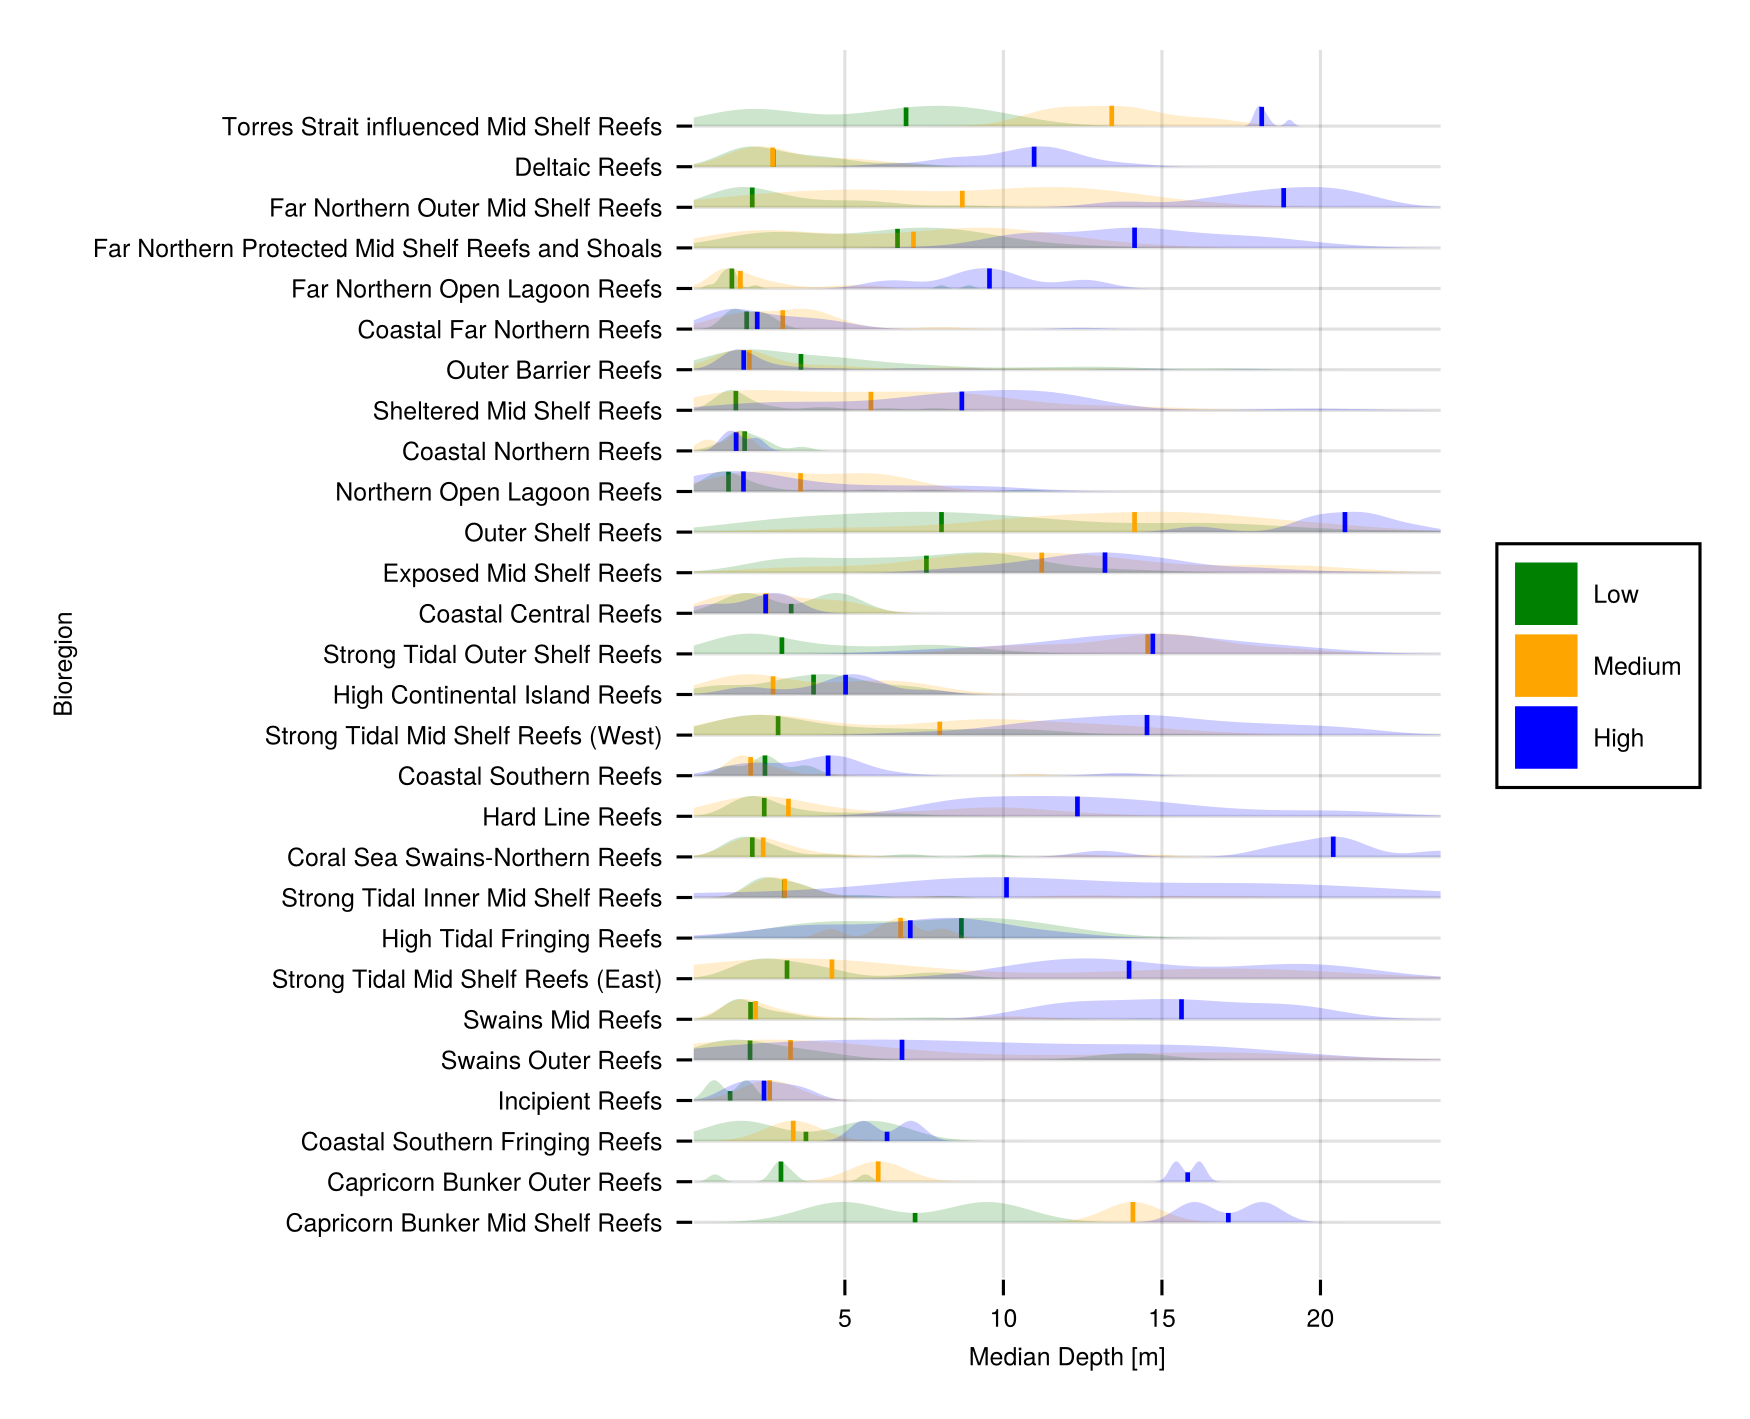 Torres Strait influenced Mid Shelf Reefs
Deltaic Reefs
Far Northern Outer Mid Shelf Reefs
Far Northern Protected Mid Shelf Reefs and Shoals
Far Northern Open Lagoon Reefs
Coastal Far Northern Reefs
Outer Barrier Reefs
Sheltered Mid Shelf Reefs
Coastal Northern Reefs
Northern Open Lagoon Reefs
Outer Shelf Reefs
Exposed Mid Shelf Reefs
Coastal Central Reefs
Strong Tidal Outer Shelf Reefs
High Continental Island Reefs
Strong Tidal Mid Shelf Reefs (West)
Coastal Southern Reefs
Hard Line Reefs
Coral Sea Swains-Northern Reefs
Strong Tidal Inner Mid Shelf Reefs
High Tidal Fringing Reefs
Strong Tidal Mid Shelf Reefs (East)
Swains Mid Reefs
Swains Outer Reefs
Incipient Reefs
Coastal Southern Fringing Reefs
Capricorn Bunker Outer Reefs
Capricorn Bunker Mid Shelf Reefs
Bioregion
5 10 15 20
Median Depth [m]
Low
Medium
High